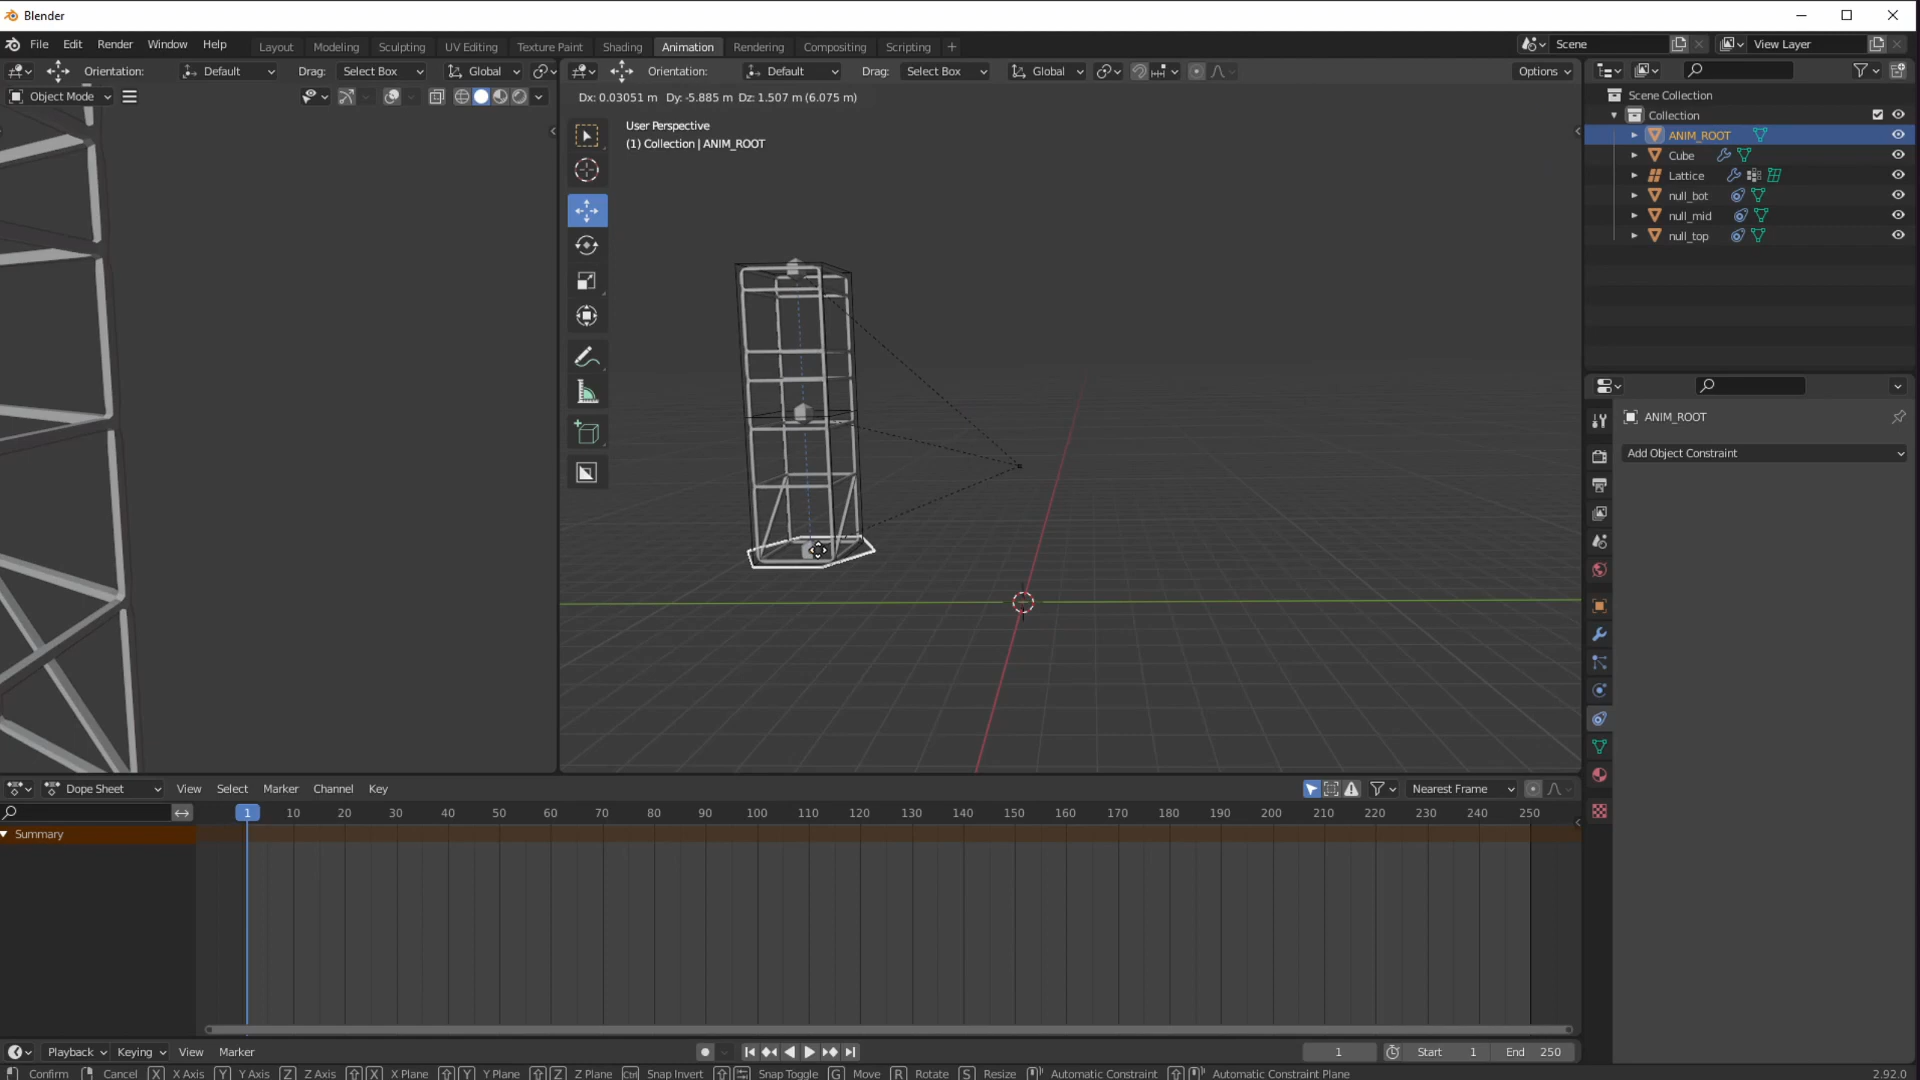 Blender
File Edit Render Window Help Layout Modeling Sculpting UV Editing Texture Paint Shading Animation Rendering Compositing Scripting + Scene View Layer
Orientation: Default Drag: Select Box Global Orientation: Default Drag: Select Box Global Options
Object Mode Dx: 0.03051 m Dy: -5.885 m Dz: 1.507 m (6.075 m)
User Perspective
(1) Collection | ANIM_ROOT
Scene Collection
Collection
ANIM_ROOT
Cube
Lattice
null_bot
null_mid
null_top
ANIM_ROOT
Add Object Constraint
Dope Sheet View Select Marker Channel Key Nearest Frame
1 10 20 30 40 50 60 70 80 90 100 110 120 130 140 150 160 170 180 190 200 210 220 230 240 250
Summary
Playback Keying View Marker 1 Start 1 End 250
Confirm Cancel X X Axis Y Y Axis Z Z Axis X X Plane Y Y Plane Z Z Plane Ctrl Snap Invert Snap Toggle G Move R Rotate S Resize Automatic Constraint Automatic Constraint Plane 2.92.0